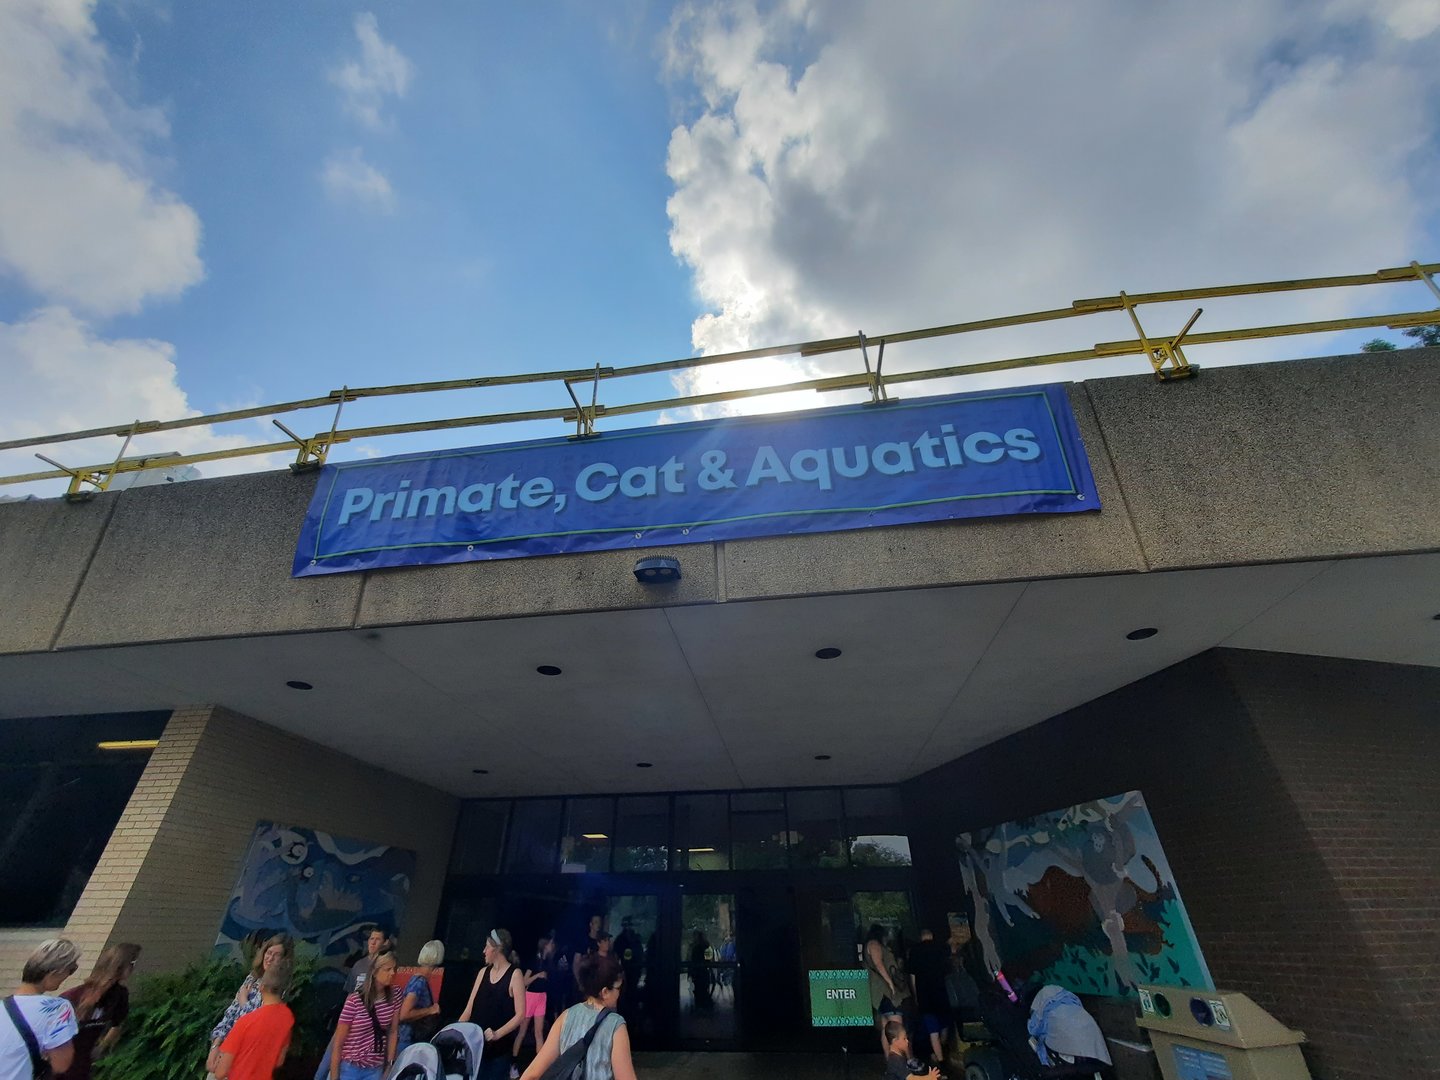 Primate, Cat & Aquatics
ENTER